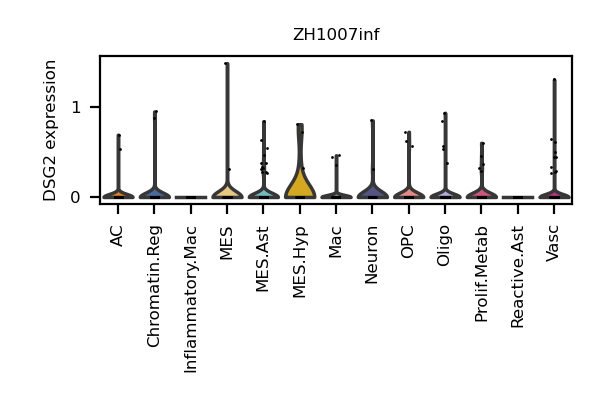 ZH1007inf
DSG2 expression
1
0
AC
Chromatin.Reg
Inflammatory.Mac
MES
MES.Ast
MES.Hyp
Mac
Neuron
OPC
Oligo
Prolif.Metab
Reactive.Ast
Vasc